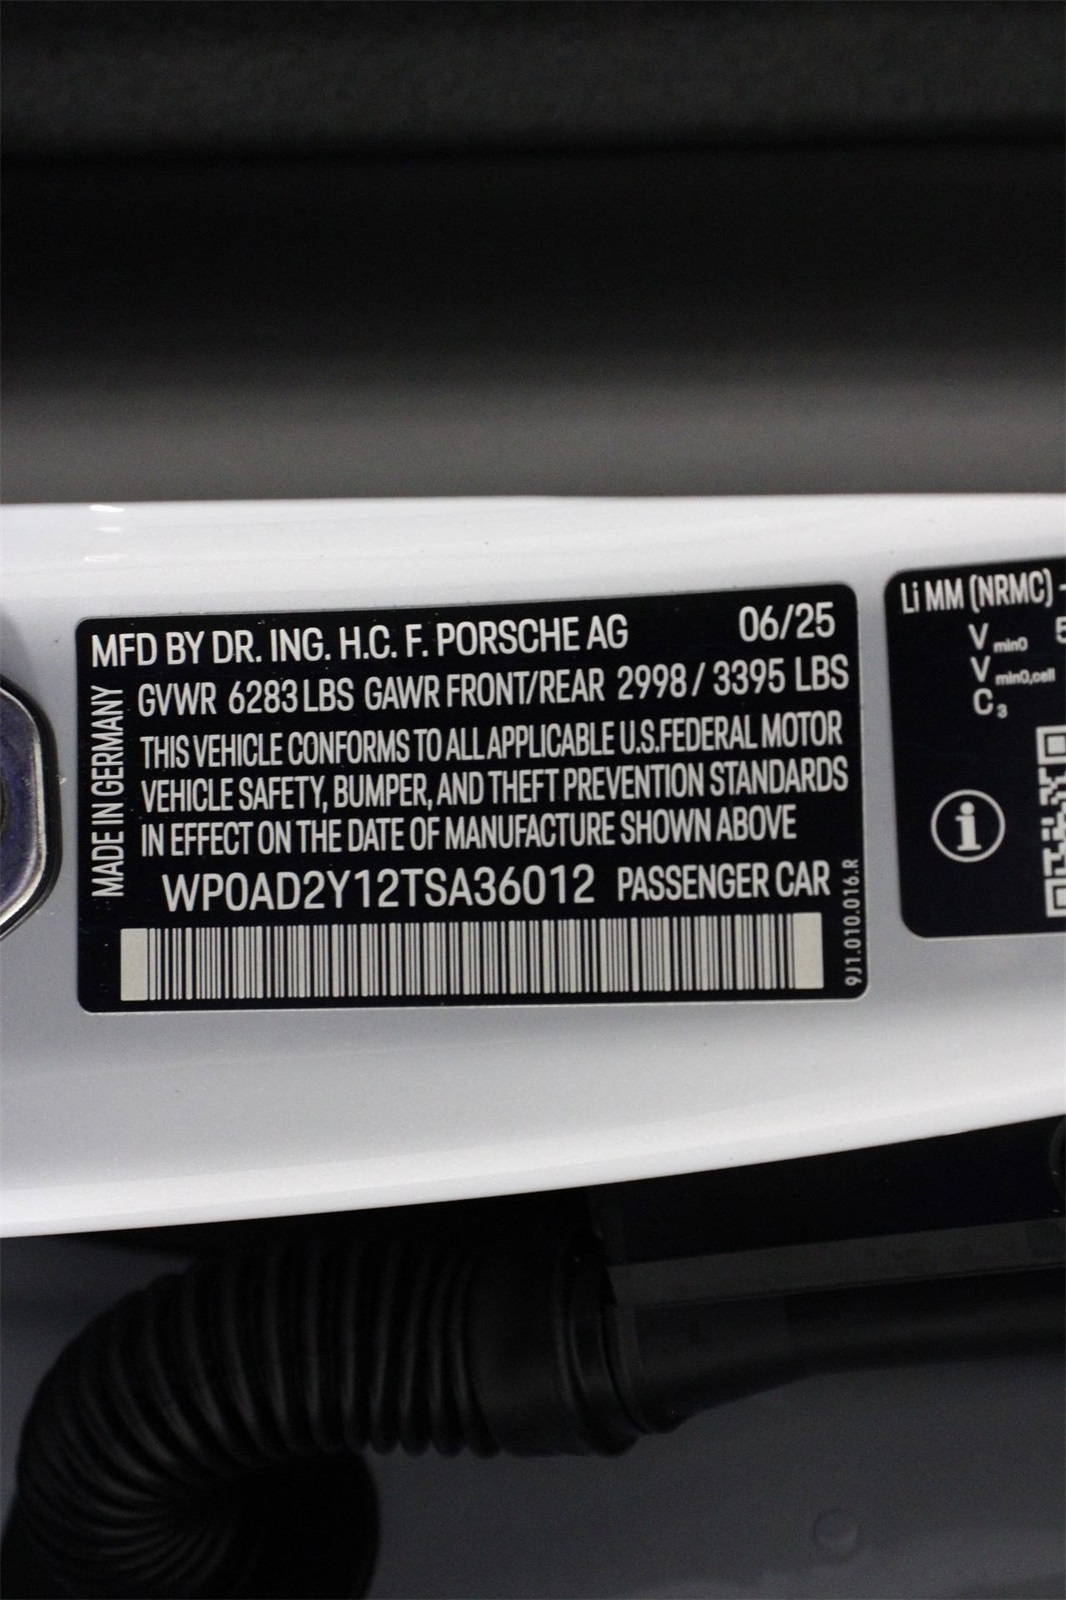 MFD BY DR. ING. H.C. F. PORSCHE AG 06/25
GVWR 6283 LBS GAWR FRONT/REAR 2998 / 3395 LBS
THIS VEHICLE CONFORMS TO ALL APPLICABLE U.S.FEDERAL MOTOR
VEHICLE SAFETY, BUMPER, AND THEFT PREVENTION STANDARDS
IN EFFECT ON THE DATE OF MANUFACTURE SHOWN ABOVE
WP0AD2Y12TSA36012 PASSENGER CAR
MADE IN GERMANY
9J1.010.016.R
Li MM (NRMC) -
V min0 5
V min0,cell
C 3
i